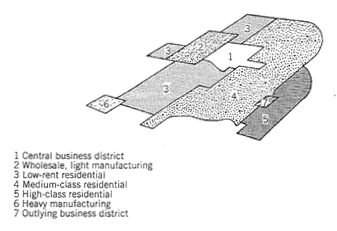 3
3
2
1
3
4
6
7
5
1 Central business district
2 Wholesale, light manufacturing
3 Low-rent residential
4 Medium-class residential
5 High-class residential
6 Heavy manufacturing
7 Outlying business district